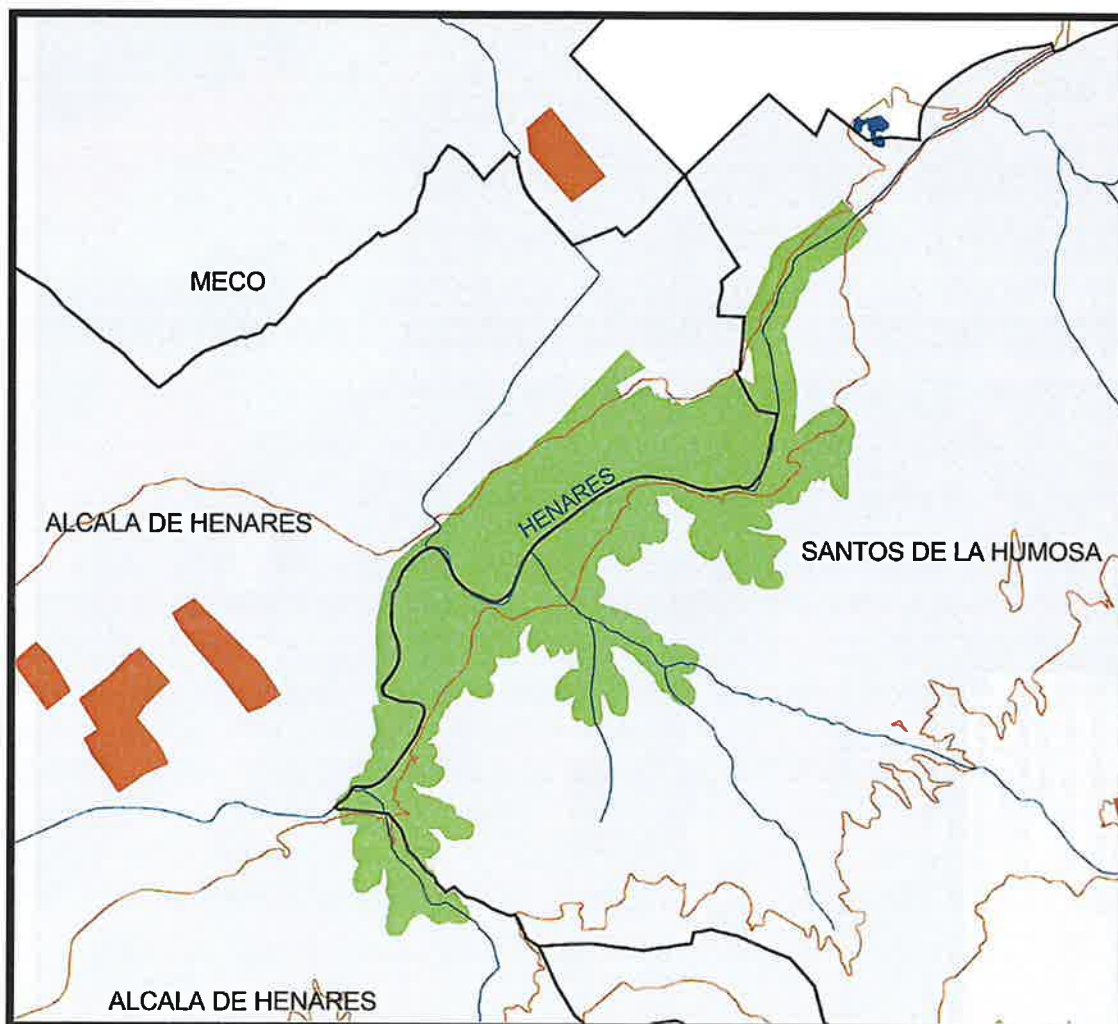 MECO
HENARES
ALCALA DE HENARES
SANTOS DE LA HUMOSA
ALCALA DE HENARES